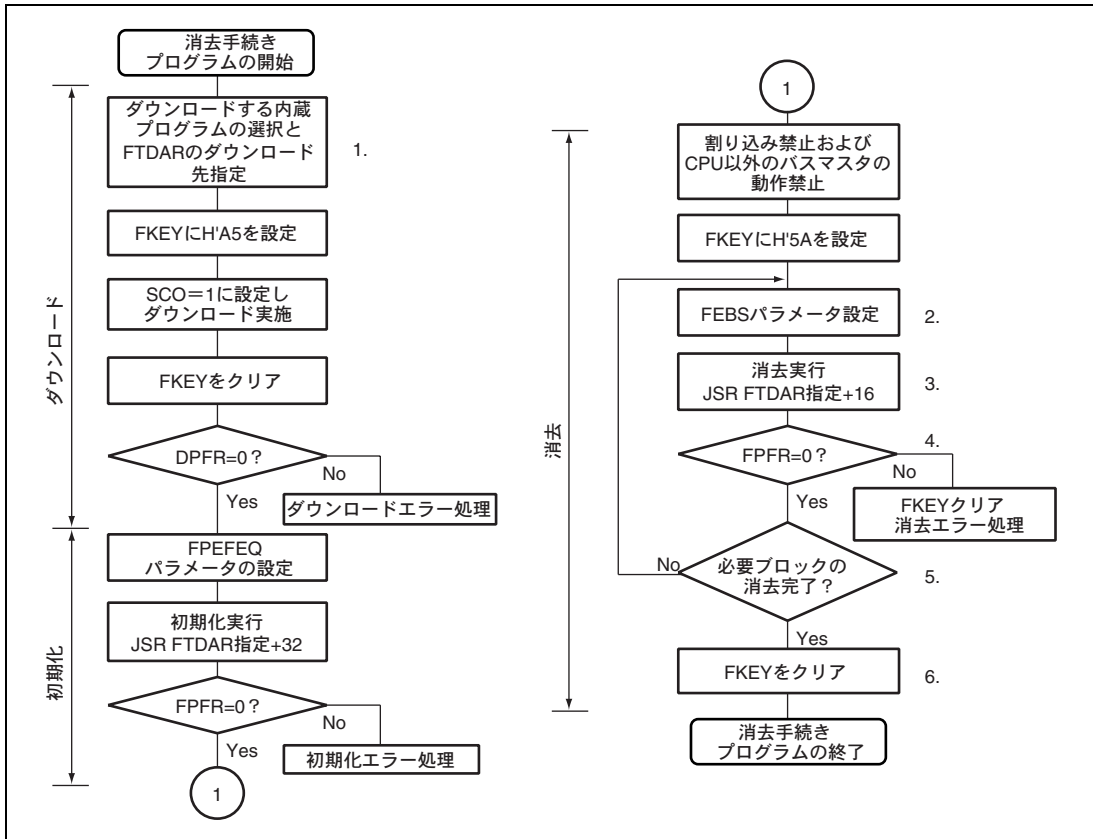 消去手続き
プログラムの開始
ダウンロード
ダウンロードする内蔵
プログラムの選択と
FTDARのダウンロード
先指定
1.
FKEYにH'A5を設定
SCO=1に設定し
ダウンロード実施
FKEYをクリア
DPFR=0?
No
Yes
ダウンロードエラー処理
初期化
FPEFEQ
パラメータの設定
初期化実行
JSR FTDAR指定+32
FPFR=0?
No
Yes
初期化エラー処理
1
1
消去
割り込み禁止および
CPU以外のバスマスタの
動作禁止
FKEYにH'5Aを設定
FEBSパラメータ設定
2.
消去実行
JSR FTDAR指定+16
3.
4.
FPFR=0?
No
Yes
FKEYクリア
消去エラー処理
No
必要ブロックの
消去完了?
5.
Yes
FKEYをクリア
6.
消去手続き
プログラムの終了